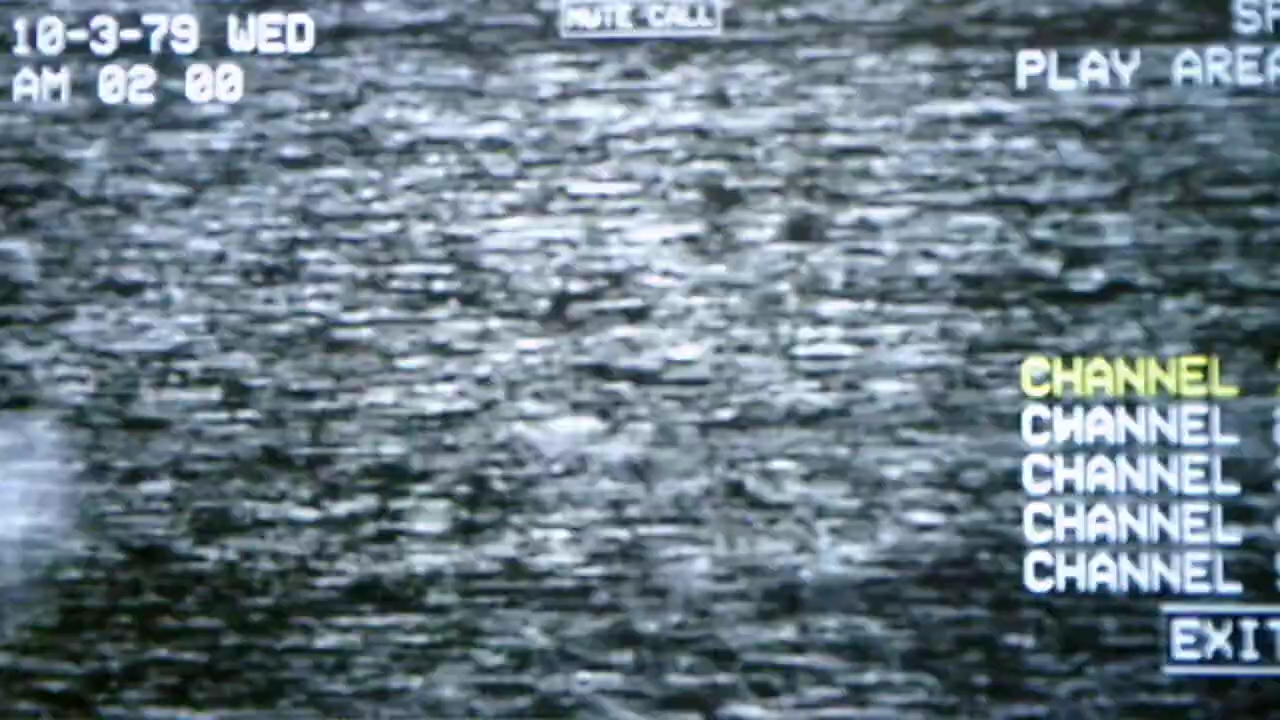 10-3-79 WED
AM 02 00
MUTE CALL
PLAY AREA
CHANNEL
CHANNEL
CHANNEL
CHANNEL
CHANNEL
EXIT